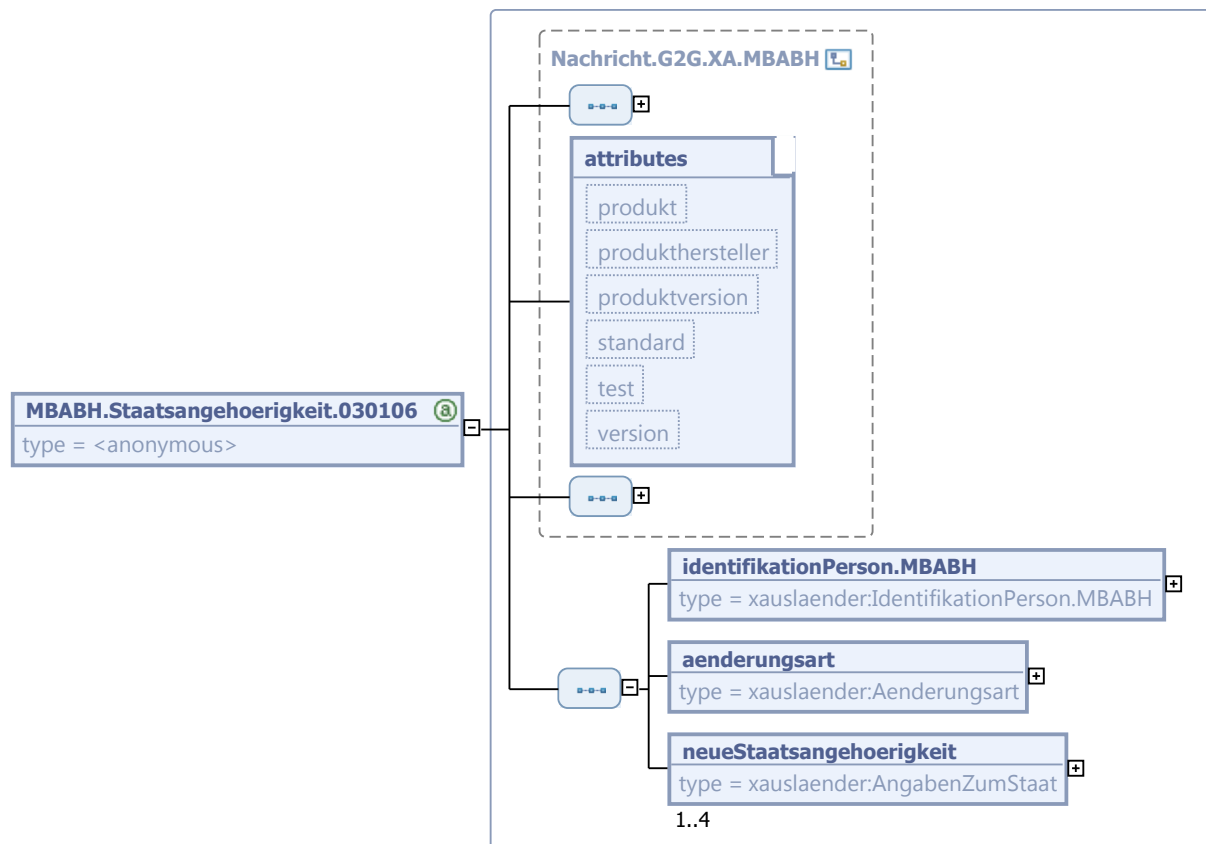 Nachricht.G2G.XA.MBABH
attributes
produkt
produkthersteller
produktversion
standard
test
version
MBABH.Staatsangehoerigkeit.030106 a
type = <anonymous>
identifikationPerson.MBABH
type = xauslaender:IdentifikationPerson.MBABH
aenderungsart
type = xauslaender:Aenderungsart
neueStaatsangehoerigkeit
type = xauslaender:AngabenZumStaat
1..4